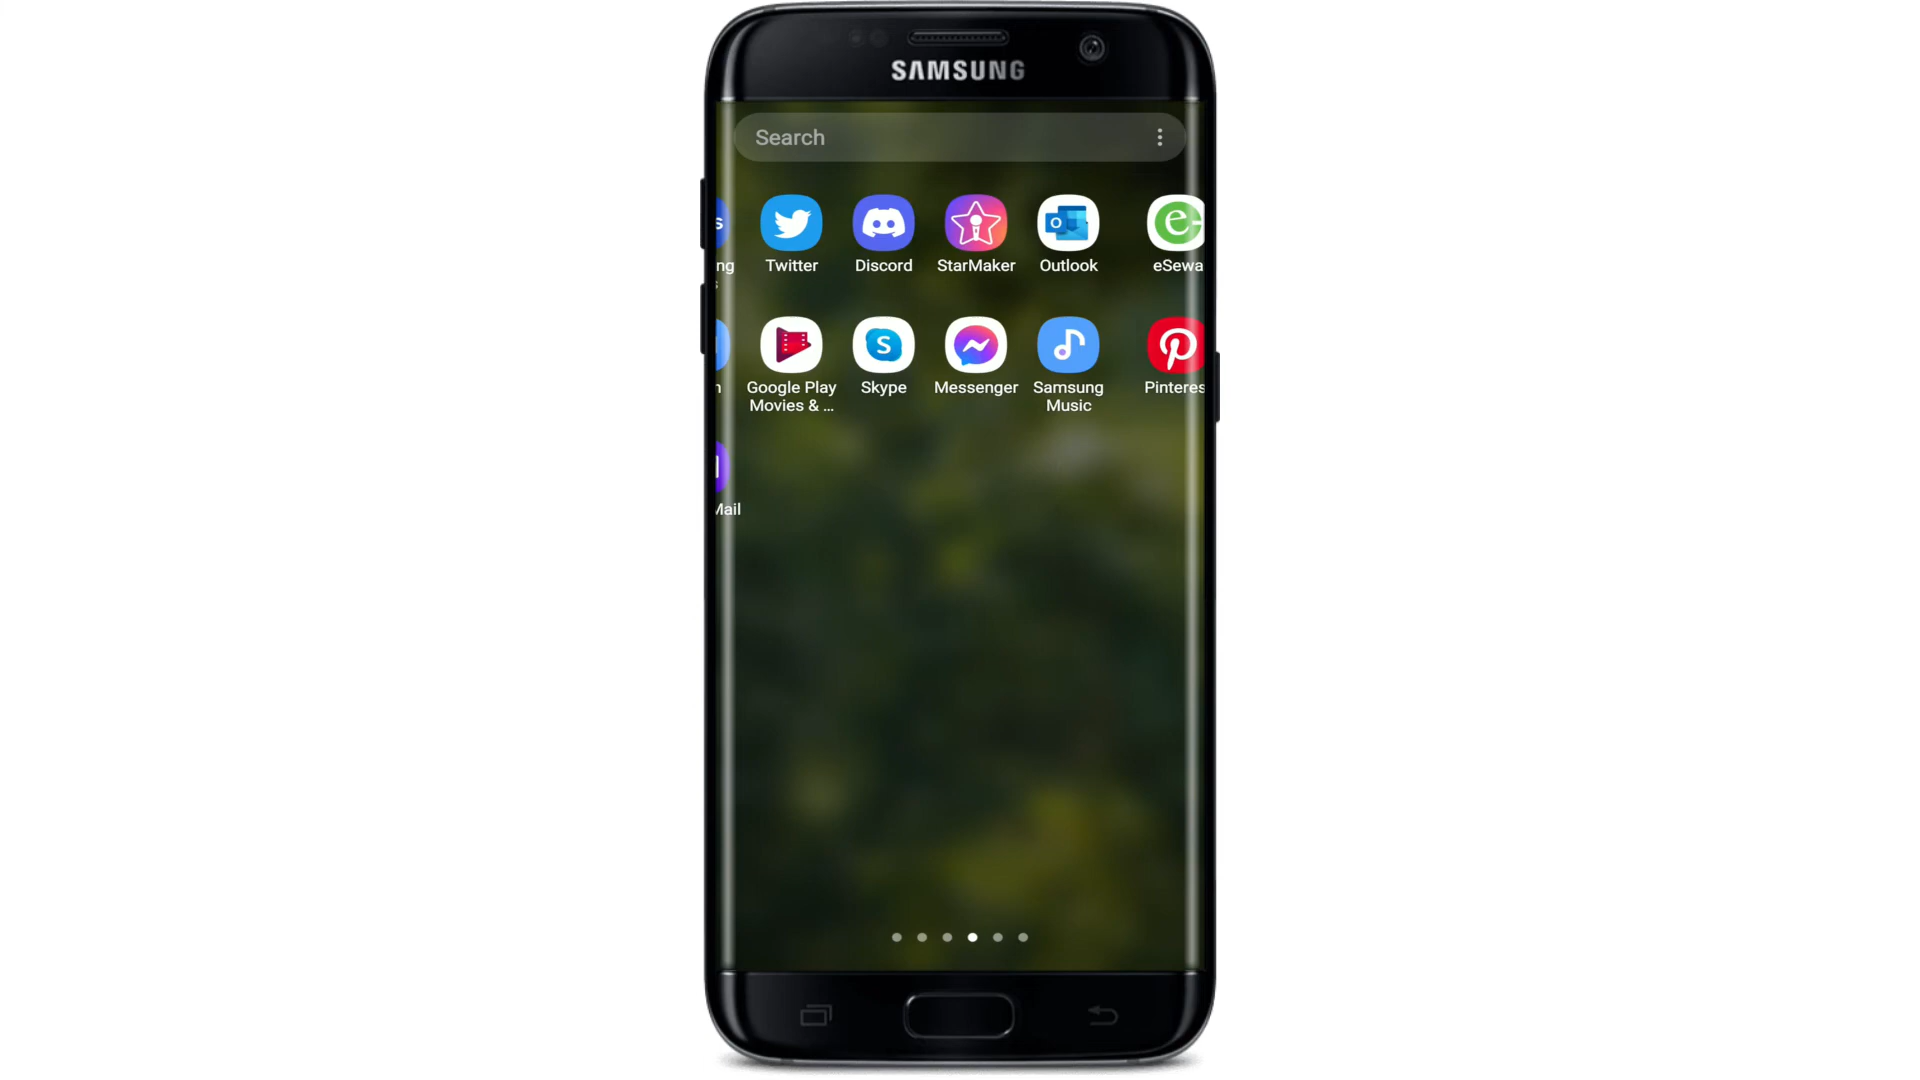 SAMSUNG
Search
s
ng
Twitter
Discord
StarMaker
O
Outlook
e
eSewa
Google Play
Movies & ...
S
Skype
Messenger
Samsung
Music
Pinteres
Mail